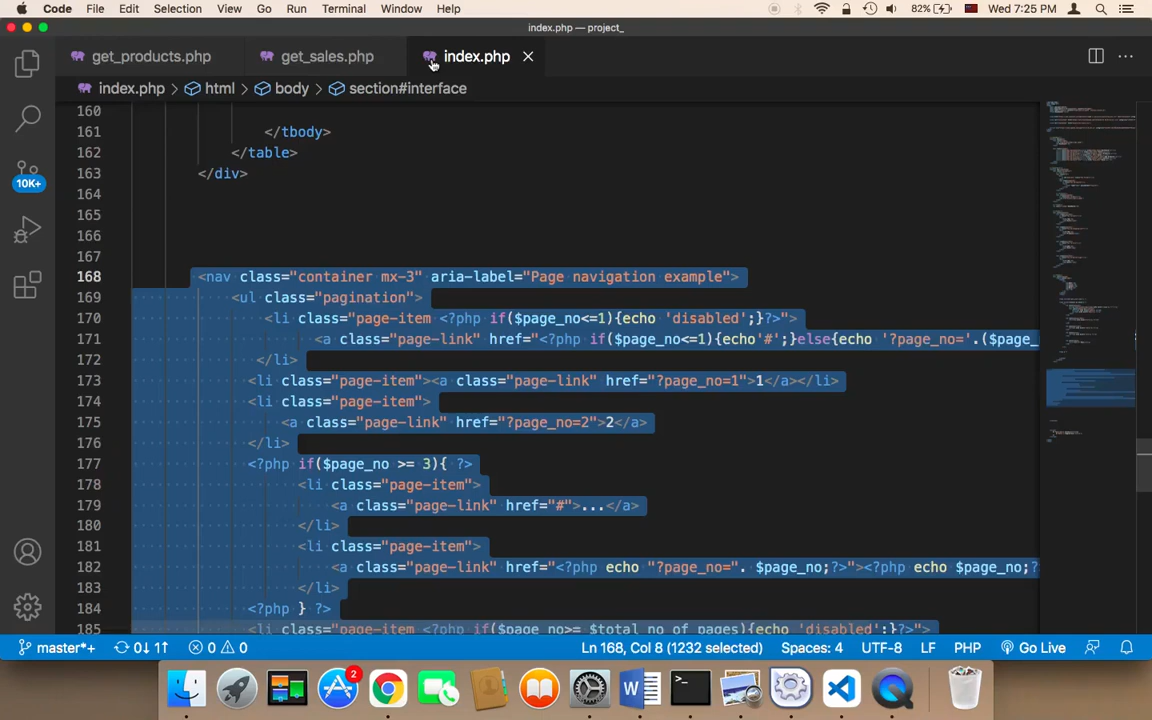 Code File Edit Selection View Go Run Terminal Window Help 82% Wed 7:25 PM
index.php — project_
get_products.php get_sales.php index.php
index.php > html > body > section#interface
160
161 </tbody>
162 </table>
163 </div>
164
165
166
167
168 <nav class="container mx-3" aria-label="Page navigation example">
169 <ul class="pagination">
170 <li class="page-item <?php if($page_no<=1){echo 'disabled';}?>">
171 <a class="page-link" href="<?php if($page_no<=1){echo'#';}else{echo '?page_no='.($page_
172 </li>
173 <li class="page-item"><a class="page-link" href="?page_no=1">1</a></li>
174 <li class="page-item">
175 <a class="page-link" href="?page_no=2">2</a>
176 </li>
177 <?php if($page_no >= 3){ ?>
178 <li class="page-item">
179 <a class="page-link" href="#">...</a>
180 </li>
181 <li class="page-item">
182 <a class="page-link" href="<?php echo "?page_no=". $page_no;?>"><?php echo $page_no;?
183 </li>
184 <?php } ?>
185 <li class="page-item <?php if($page_no>= $total_no_of_pages){echo 'disabled';}?>">
10K+
master*+ 0↓ 1↑ 0 0 Ln 168, Col 8 (1232 selected) Spaces: 4 UTF-8 LF PHP Go Live
2